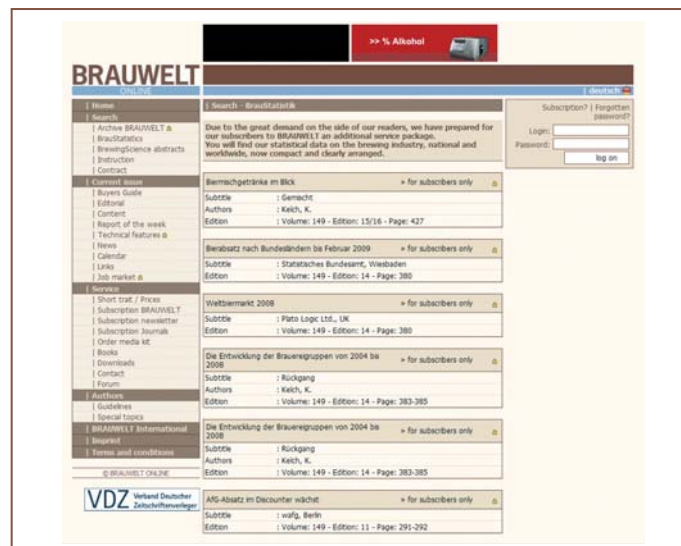 >> % Alkohol
BRAUWELT
ONLINE
| deutsch
| Home
| Search
| Archive BRAUWELT
| BrauStatistics
| BrewingScience abstracts
| Instruction
| Contract
| Current issue
| Buyers Guide
| Editorial
| Content
| Report of the week
| Technical features
| News
| Calendar
| Links
| Job market
| Service
| Short trait / Prices
| Subscription BRAUWELT
| Subscription newsletter
| Subscription Journals
| Order media kit
| Books
| Downloads
| Contact
| Forum
| Authors
| Guidelines
| Special topics
| BRAUWELT International
| Imprint
| Terms and conditions
© BRAUWELT ONLINE
VDZ Verband Deutscher
Zeitschriftenverleger
| Search - BrauStatistik
Due to the great demand on the side of our readers, we have prepared for
our subscribers to BRAUWELT an additional service package.
You will find our statistical data on the brewing industry, national and
worldwide, now compact and clearly arranged.
Biermischgetränke im Blick » for subscribers only
Subtitle : Gemischt
Authors : Kelch, K.
Edition : Volume: 149 - Edition: 15/16 - Page: 427
Bierabsatz nach Bundesländern bis Februar 2009 » for subscribers only
Subtitle : Statistisches Bundesamt, Wiesbaden
Edition : Volume: 149 - Edition: 14 - Page: 380
Weltbiermarkt 2008 » for subscribers only
Subtitle : Plato Logic Ltd., UK
Edition : Volume: 149 - Edition: 14 - Page: 380
Die Entwicklung der Brauereigruppen von 2004 bis
2008 » for subscribers only
Subtitle : Rückgang
Authors : Kelch, K.
Edition : Volume: 149 - Edition: 14 - Page: 383-385
Die Entwicklung der Brauereigruppen von 2004 bis
2008 » for subscribers only
Subtitle : Rückgang
Authors : Kelch, K.
Edition : Volume: 149 - Edition: 14 - Page: 383-385
AfG-Absatz im Discounter wächst » for subscribers only
Subtitle : wafg, Berlin
Edition : Volume: 149 - Edition: 11 - Page: 291-292
Subscription? | Forgotten
password?
Login:
Password:
log on